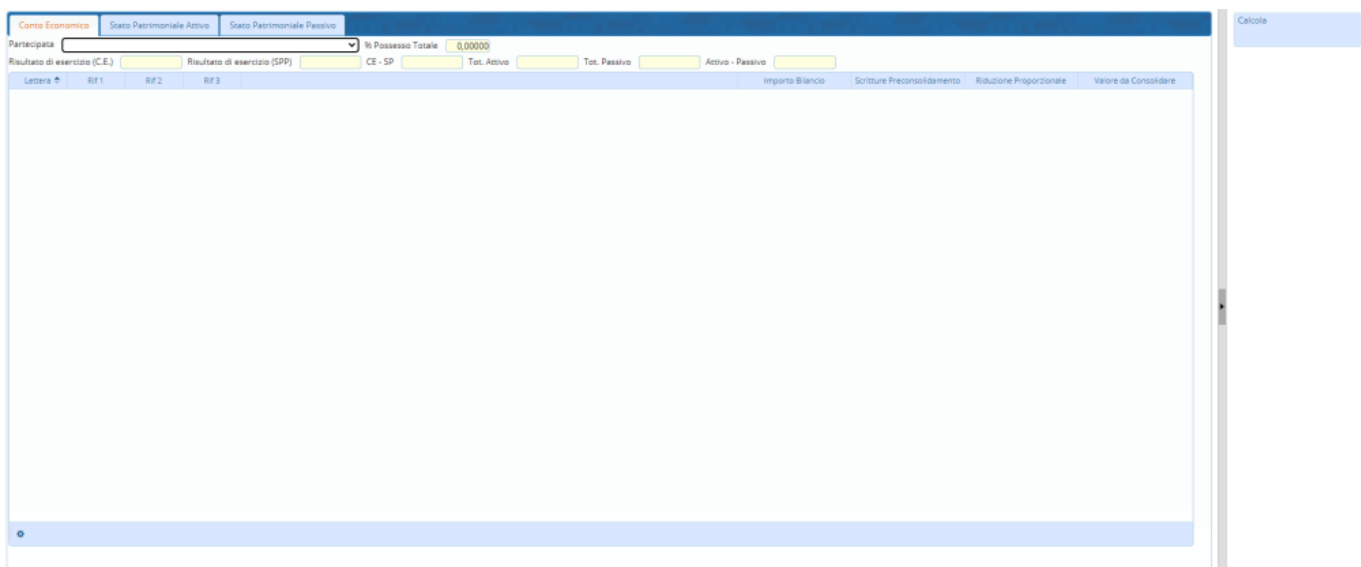 Conto Economico Stato Patrimoniale Attivo Stato Patrimoniale Passivo
Calcola
Partecipata % Possesso Totale 0,00000
Risultato di esercizio (C.E.) Risultato di esercizio (SPP) CE - SP Tot. Attivo Tot. Passivo Attivo - Passivo
Lettera Rif 1 Rif 2 Rif 3 Importo Bilancio Scritture Preconsolidamento Riduzione Proporzionale Valore da Consolidare